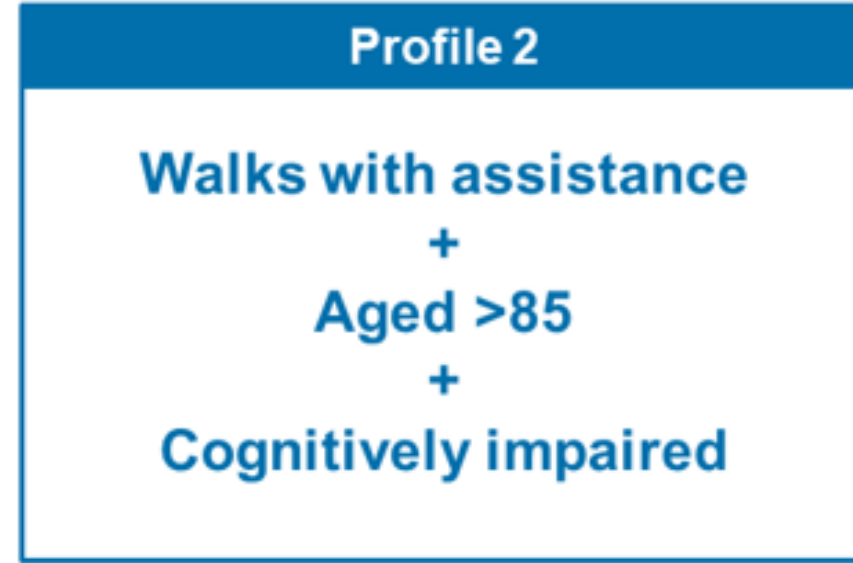 Profile 2
Walks with assistance
+
Aged >85
+
Cognitively impaired